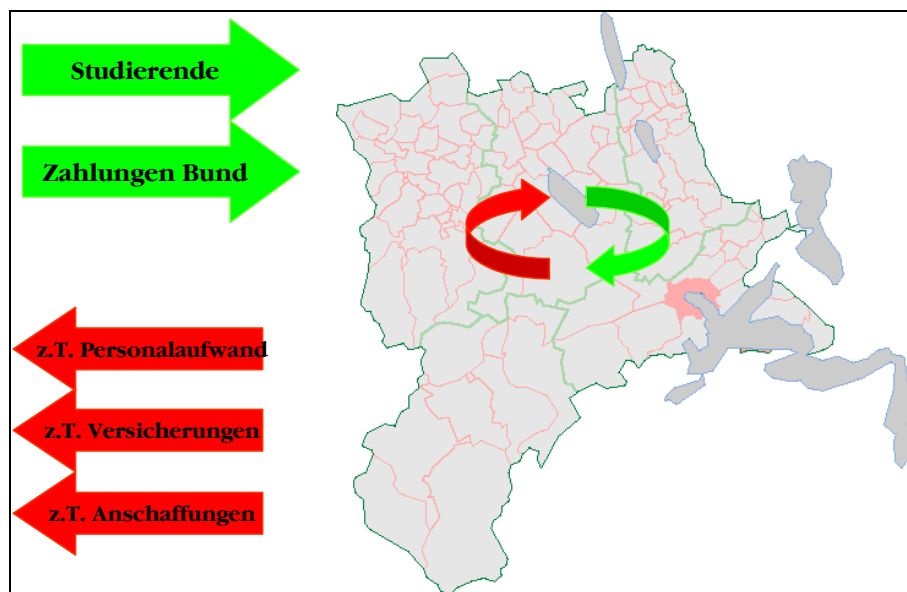 Studierende
Zahlungen Bund
z.T. Personalaufwand
z.T. Versicherungen
z.T. Anschaffungen